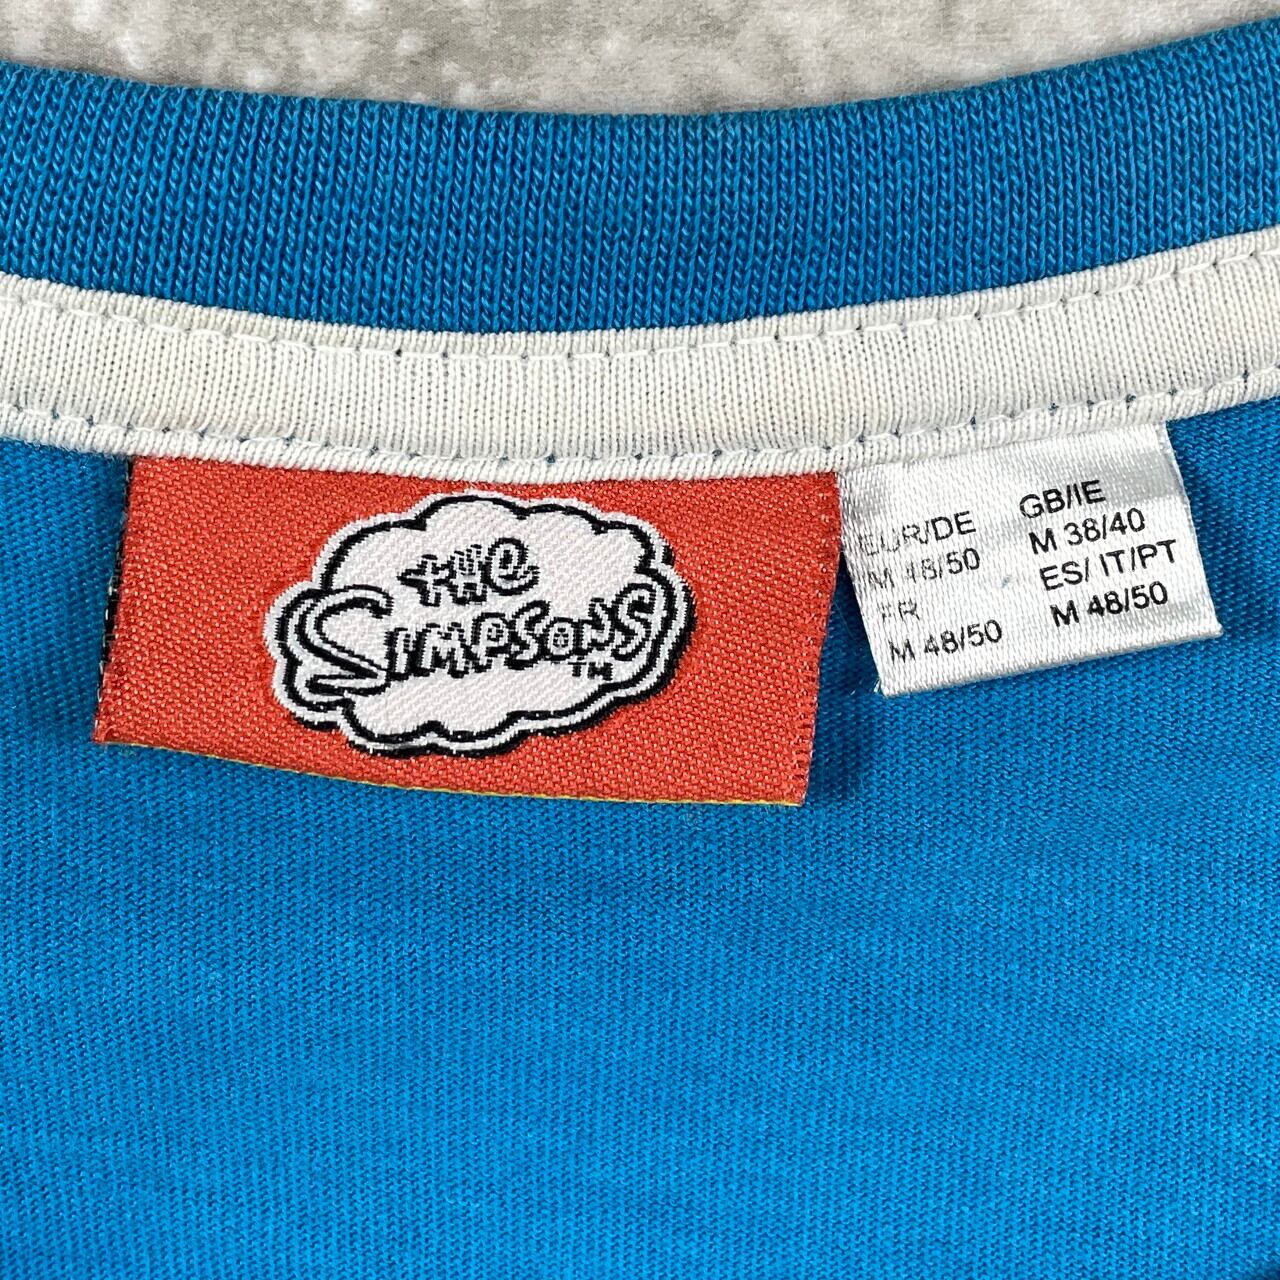 THE
SIMPSONS
TM
EUR/DE
M 48/50
FR
M 48/50
GB/IE
M 38/40
ES/ IT/PT
M 48/50